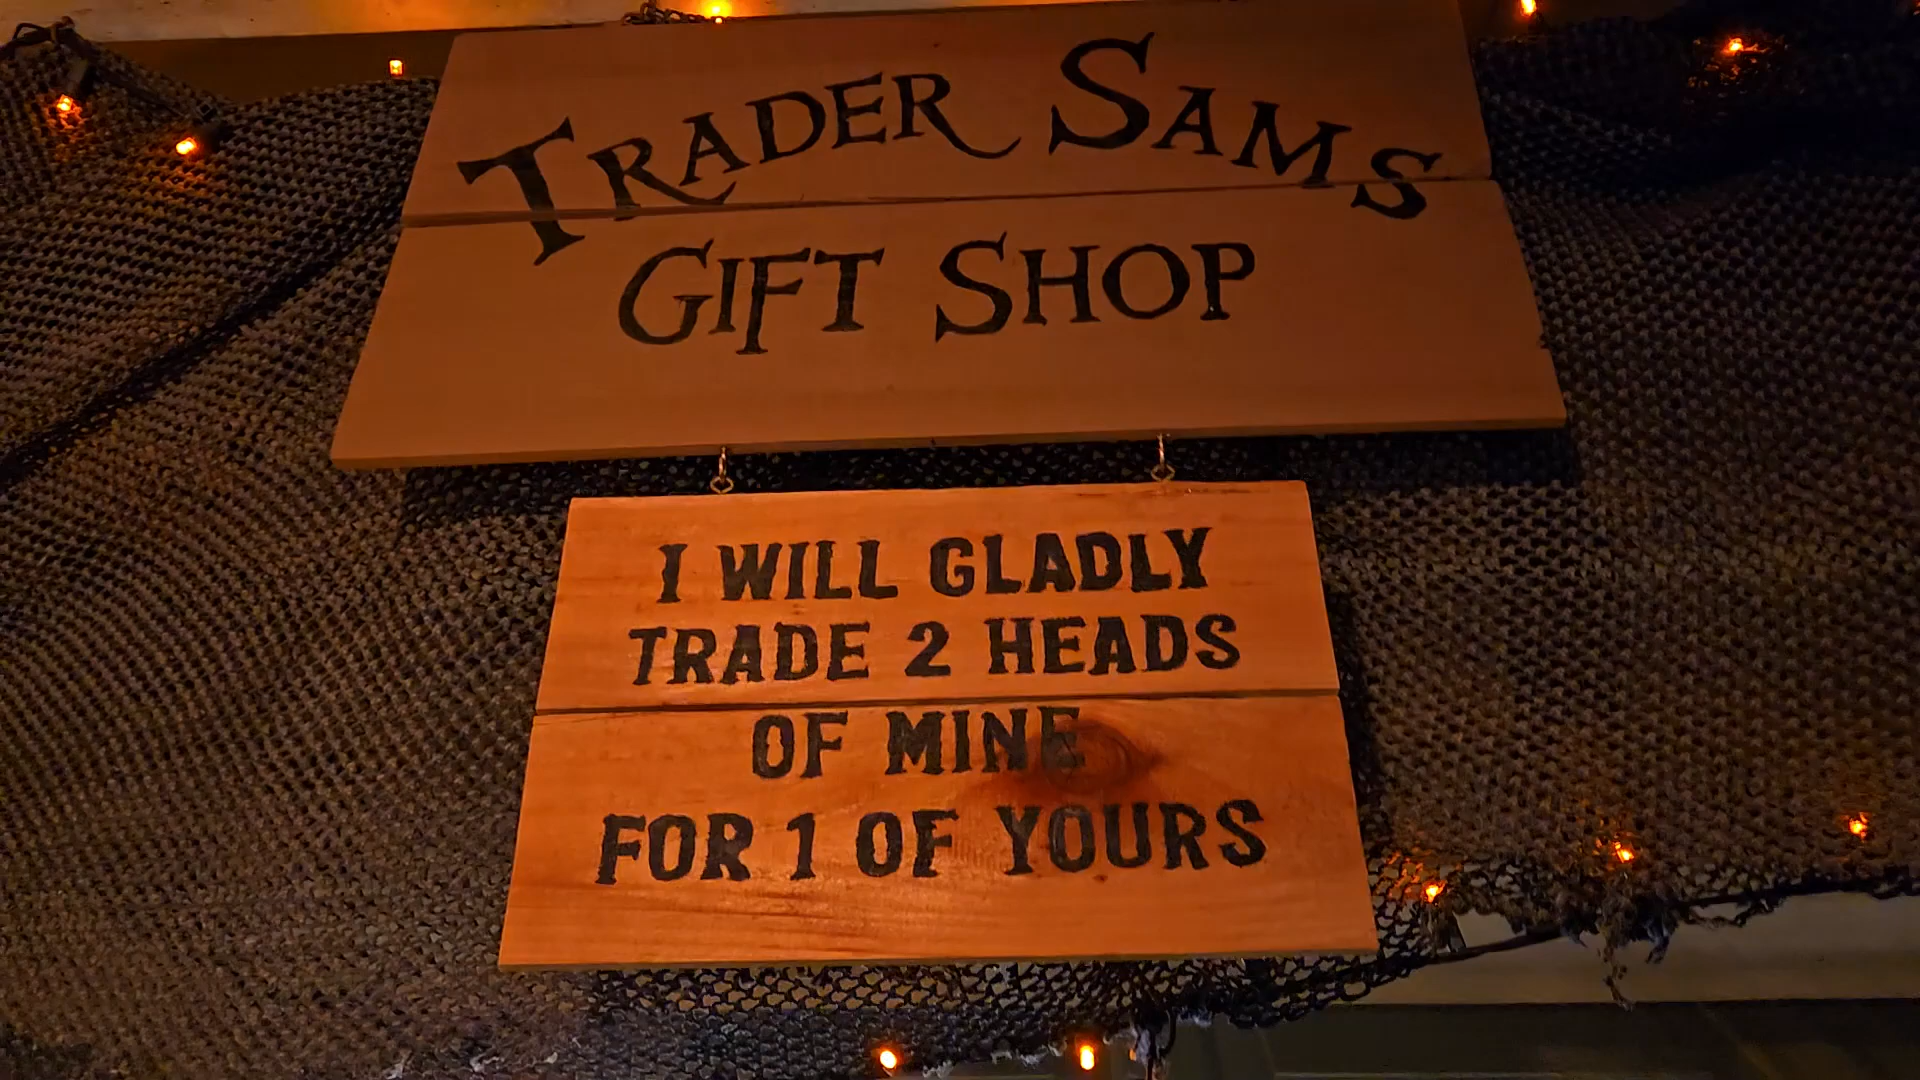 TRADER SAMS
GIFT SHOP
I WILL GLADLY
TRADE 2 HEADS
OF MINE
FOR 1 OF YOURS